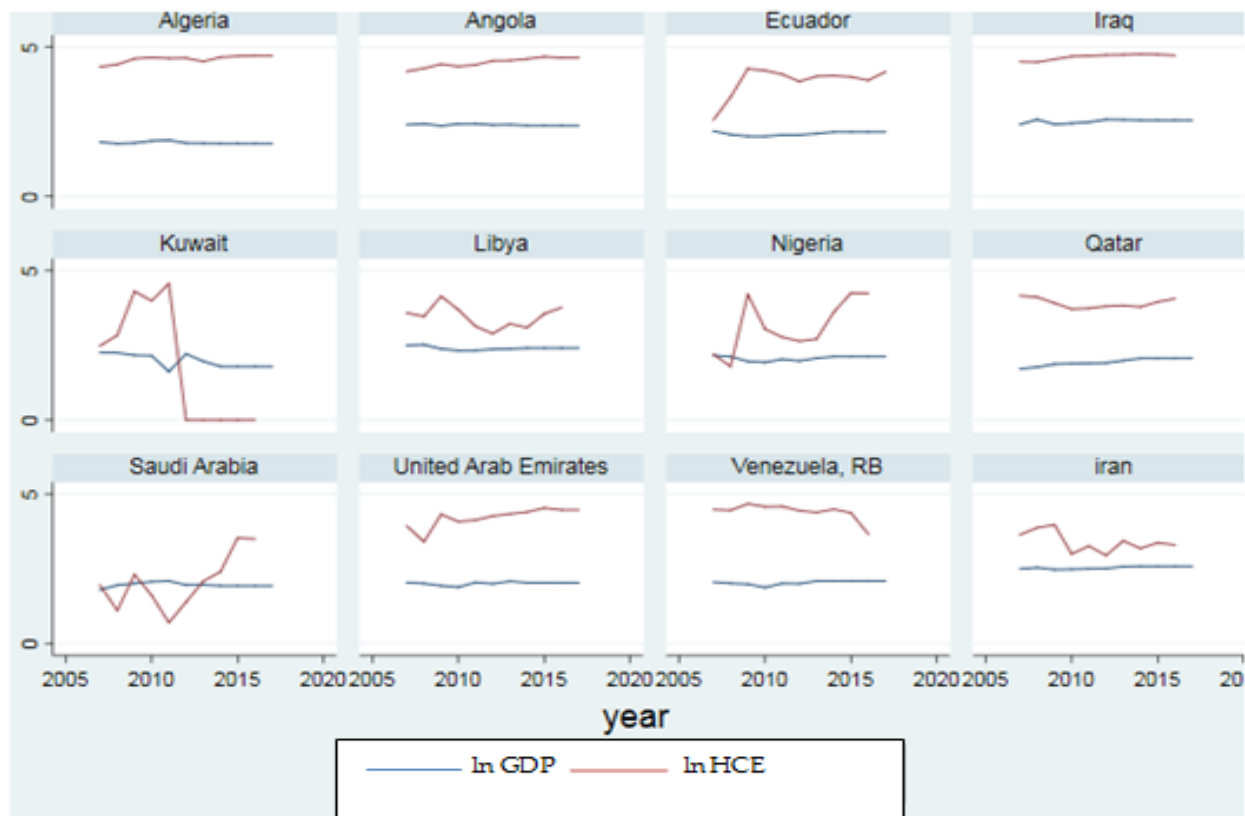 Algeria Angola Ecuador Iraq
5
0
Kuwait Libya Nigeria Qatar
5
0
Saudi Arabia United Arab Emirates Venezuela, RB iran
5
0
2005 2010 2015 2020 2005 2010 2015 2020 2005 2010 2015 2020 2005 2010 2015 20
year
ln GDP ln HCE